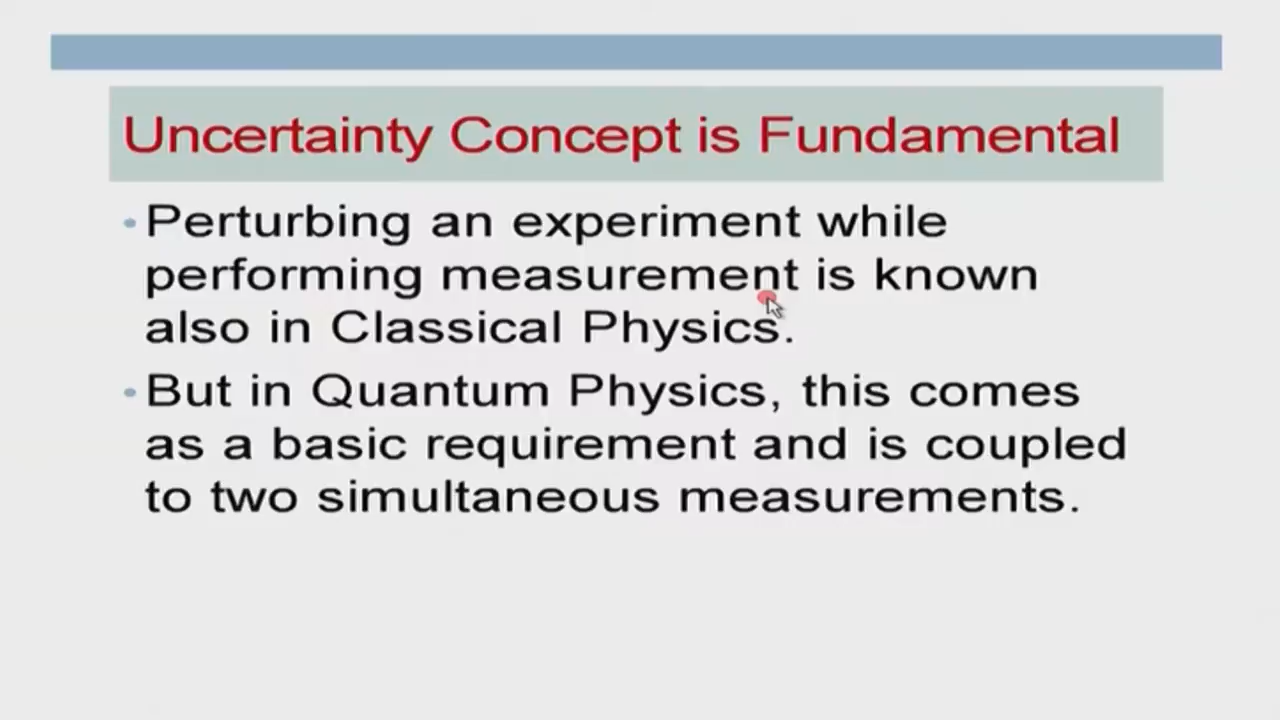 Uncertainty Concept is Fundamental
• Perturbing an experiment while
performing measurement is known
also in Classical Physics.
• But in Quantum Physics, this comes
as a basic requirement and is coupled
to two simultaneous measurements.